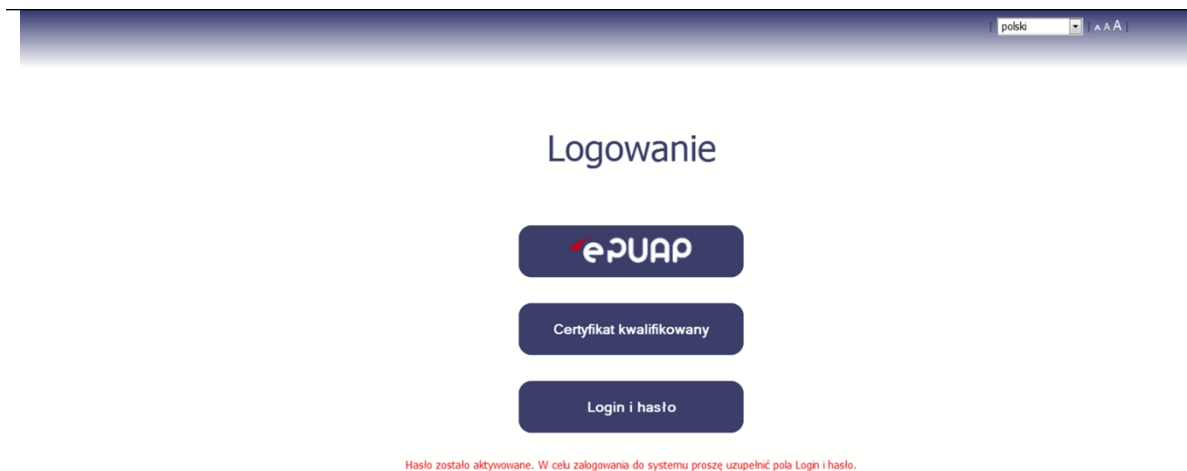 polski | A A A |
Logowanie
ePUAP
Certyfikat kwalifikowany
Login i hasło
Hasło zostało aktywowane. W celu zalogowania do systemu proszę uzupełnić pola Login i hasło.